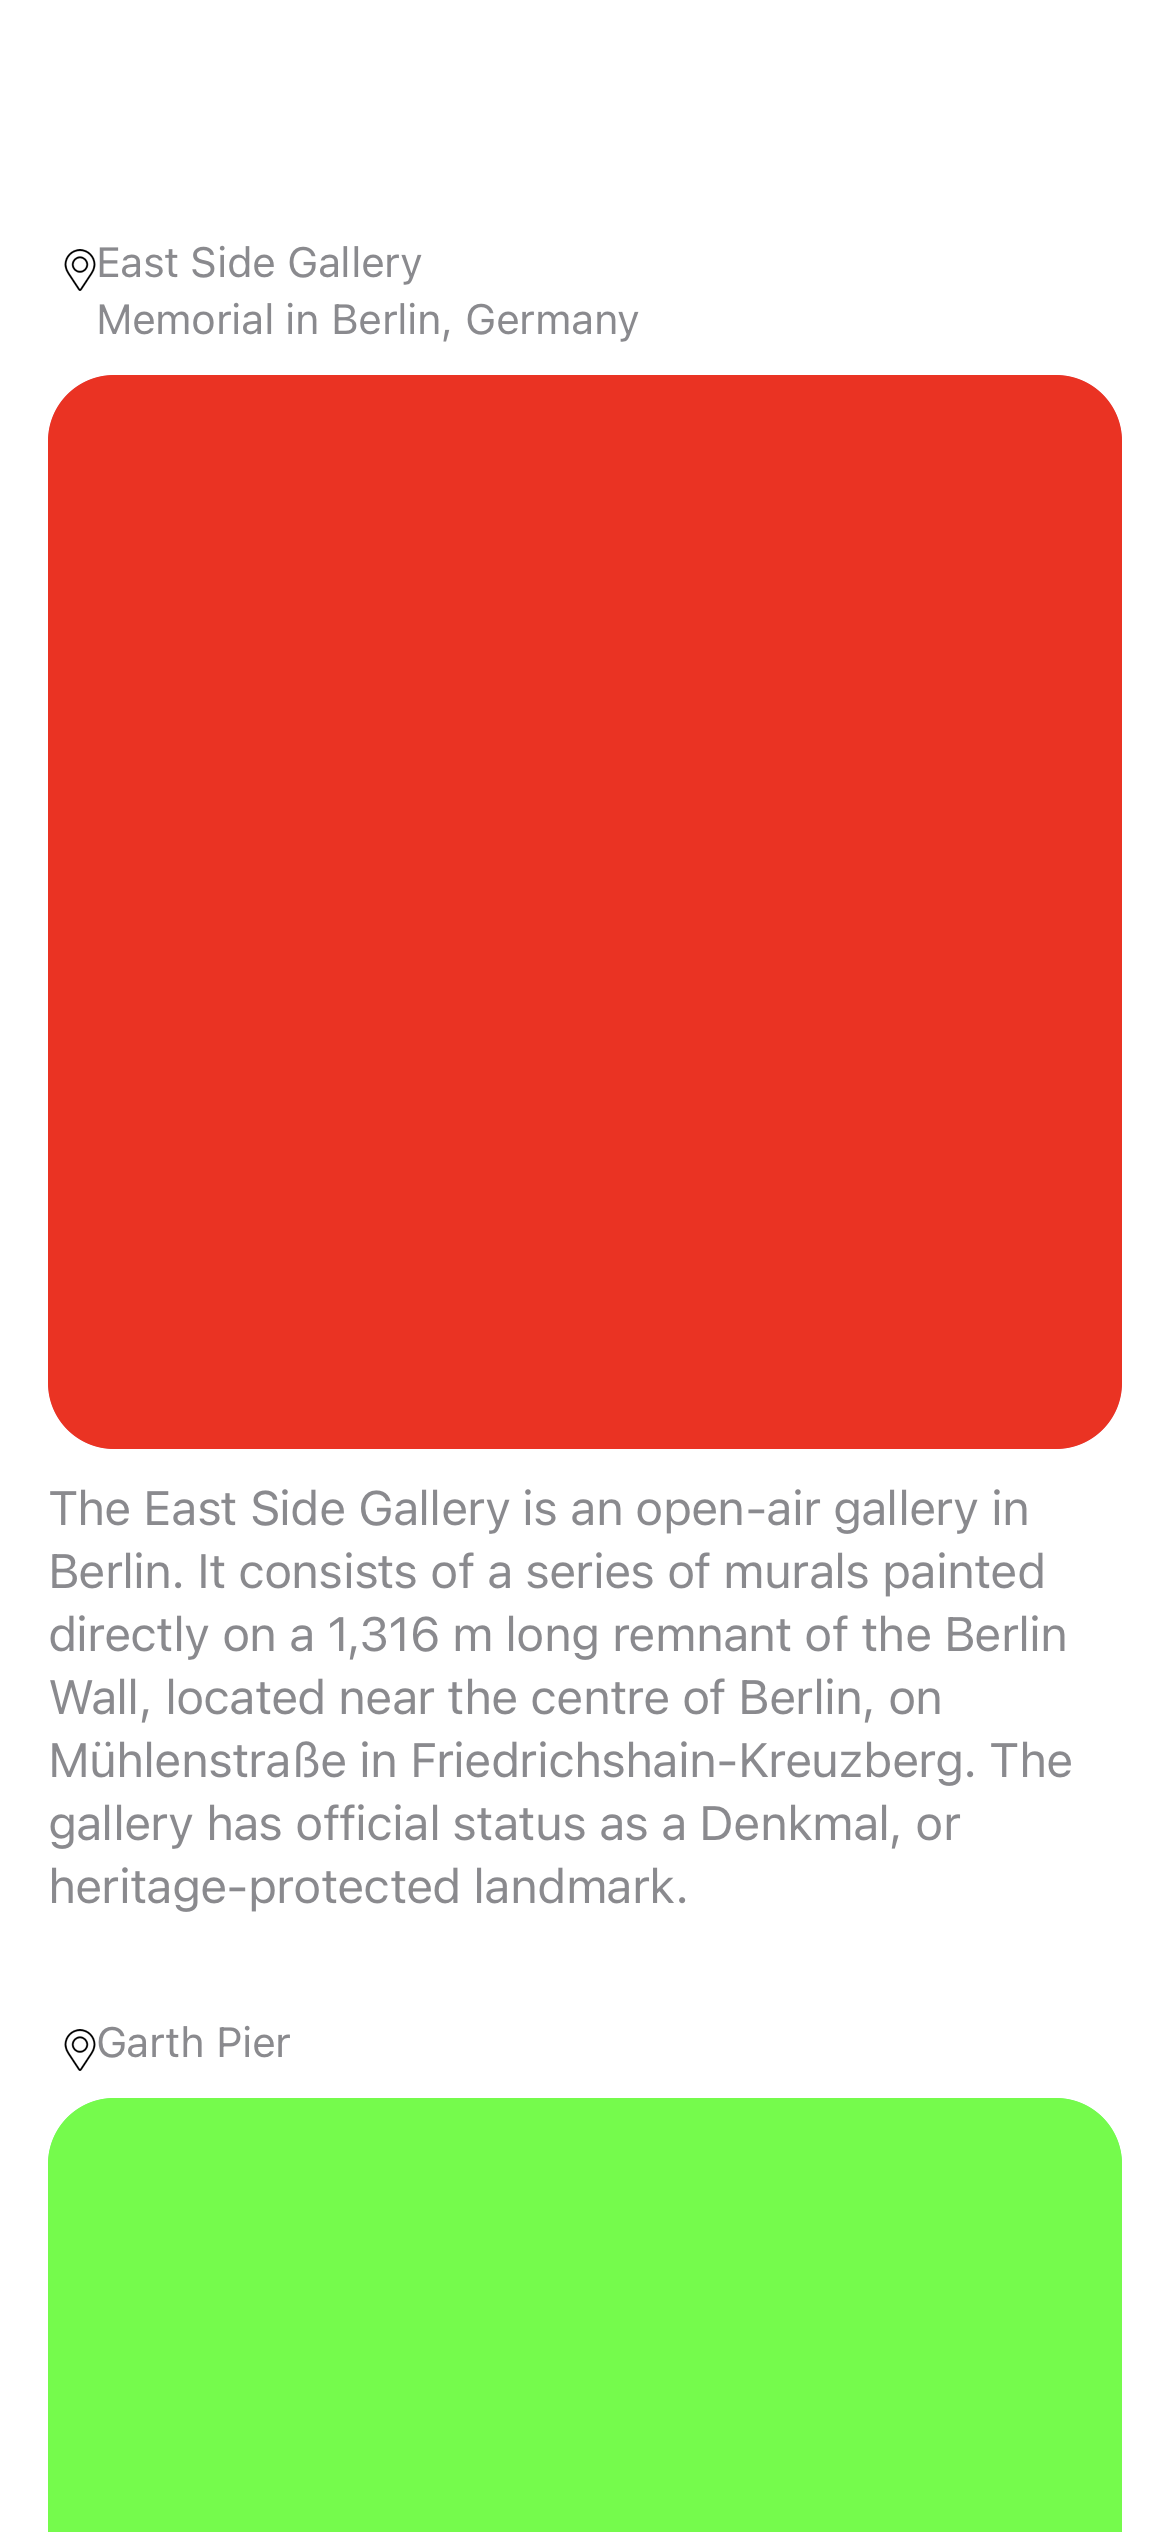 East Side Gallery
Memorial in Berlin, Germany
The East Side Gallery is an open-air gallery in
Berlin. It consists of a series of murals painted
directly on a 1,316 m long remnant of the Berlin
Wall, located near the centre of Berlin, on
Mühlenstraße in Friedrichshain-Kreuzberg. The
gallery has official status as a Denkmal, or
heritage-protected landmark.
Garth Pier